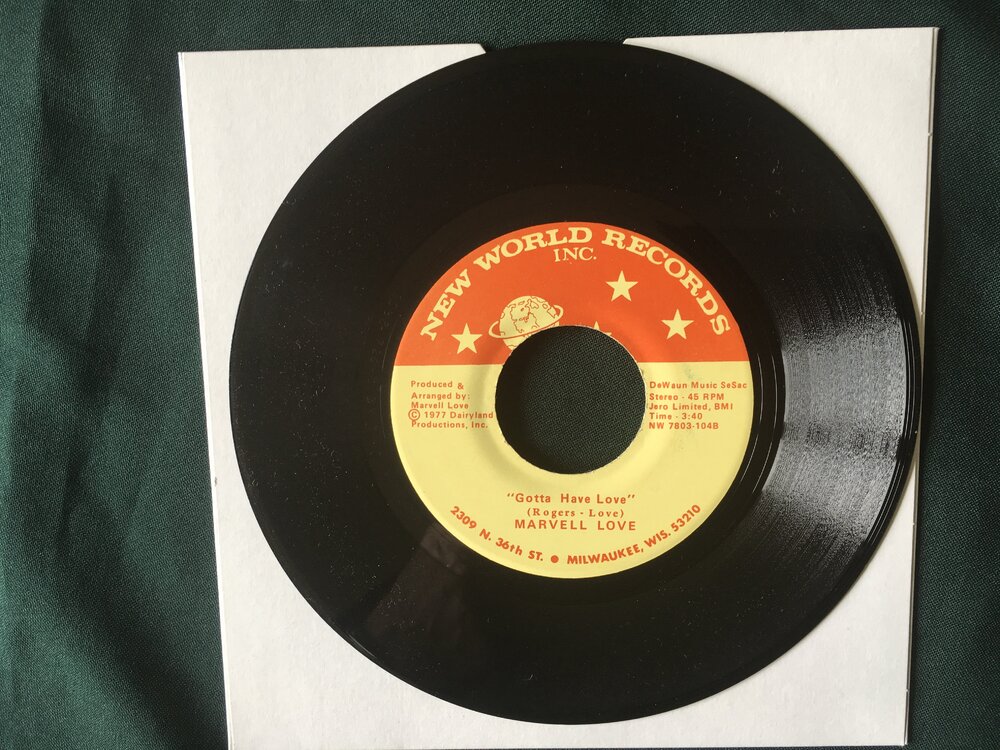 NEW WORLD RECORDS
INC.
Produced &
Arranged by:
Marvell Love
© 1977 Dairyland
Productions, Inc.
DeWaun Music SeSac
Stereo - 45 RPM
Jero Limited, BMI
Time - 3:40
NW 7803-104B
"Gotta Have Love"
(Rogers - Love)
MARVELL LOVE
2309 N. 36th ST. ● MILWAUKEE, WIS. 53210